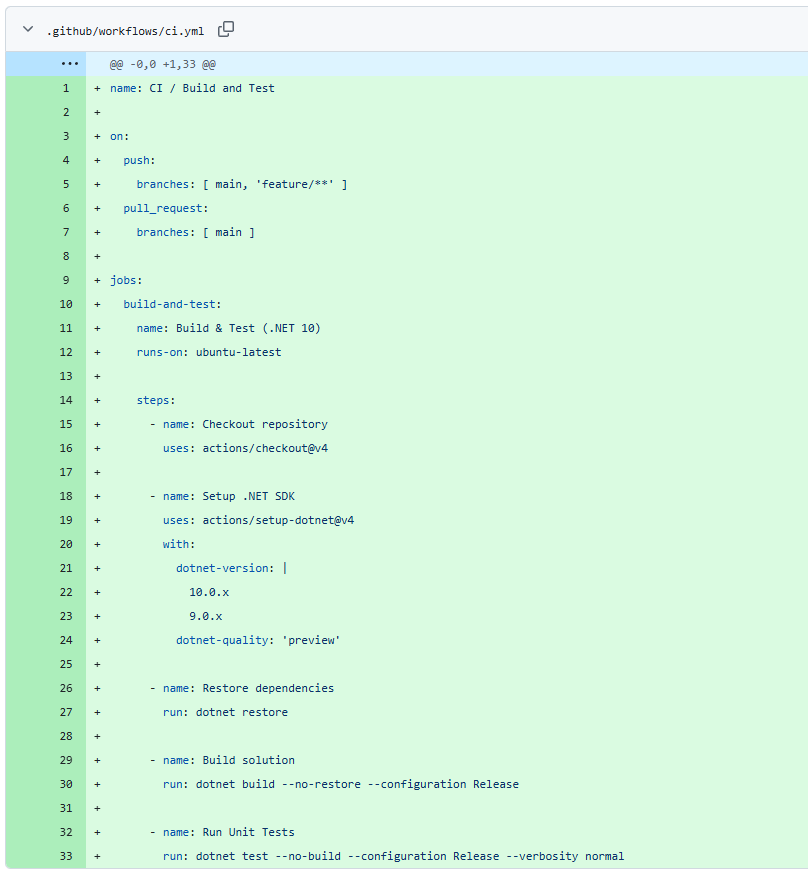 .github/workflows/ci.yml
... @@ -0,0 +1,33 @@
1 + name: CI / Build and Test
2 +
3 + on:
4 +   push:
5 +     branches: [ main, 'feature/**' ]
6 +   pull_request:
7 +     branches: [ main ]
8 +
9 + jobs:
10 +   build-and-test:
11 +     name: Build & Test (.NET 10)
12 +     runs-on: ubuntu-latest
13 +
14 +     steps:
15 +       - name: Checkout repository
16 +         uses: actions/checkout@v4
17 +
18 +       - name: Setup .NET SDK
19 +         uses: actions/setup-dotnet@v4
20 +         with:
21 +           dotnet-version: |
22 +             10.0.x
23 +             9.0.x
24 +           dotnet-quality: 'preview'
25 +
26 +       - name: Restore dependencies
27 +         run: dotnet restore
28 +
29 +       - name: Build solution
30 +         run: dotnet build --no-restore --configuration Release
31 +
32 +       - name: Run Unit Tests
33 +         run: dotnet test --no-build --configuration Release --verbosity normal